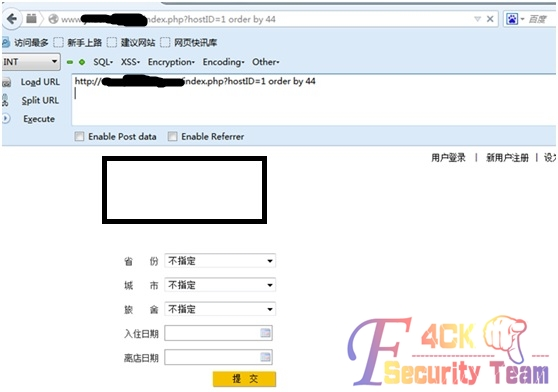 www.y index.php?hostID=1 order by 44
百度
访问最多 新手上路 建议网站 网页快讯库
INT SQL XSS Encryption Encoding Other
Load URL http:// index.php?hostID=1 order by 44
Split URL
Execute
Enable Post data Enable Referrer
用户登录 | 新用户注册 | 设为
省 份 不指定
城 市 不指定
旅 舍 不指定
入住日期
离店日期
提 交
F4CK
Security Team